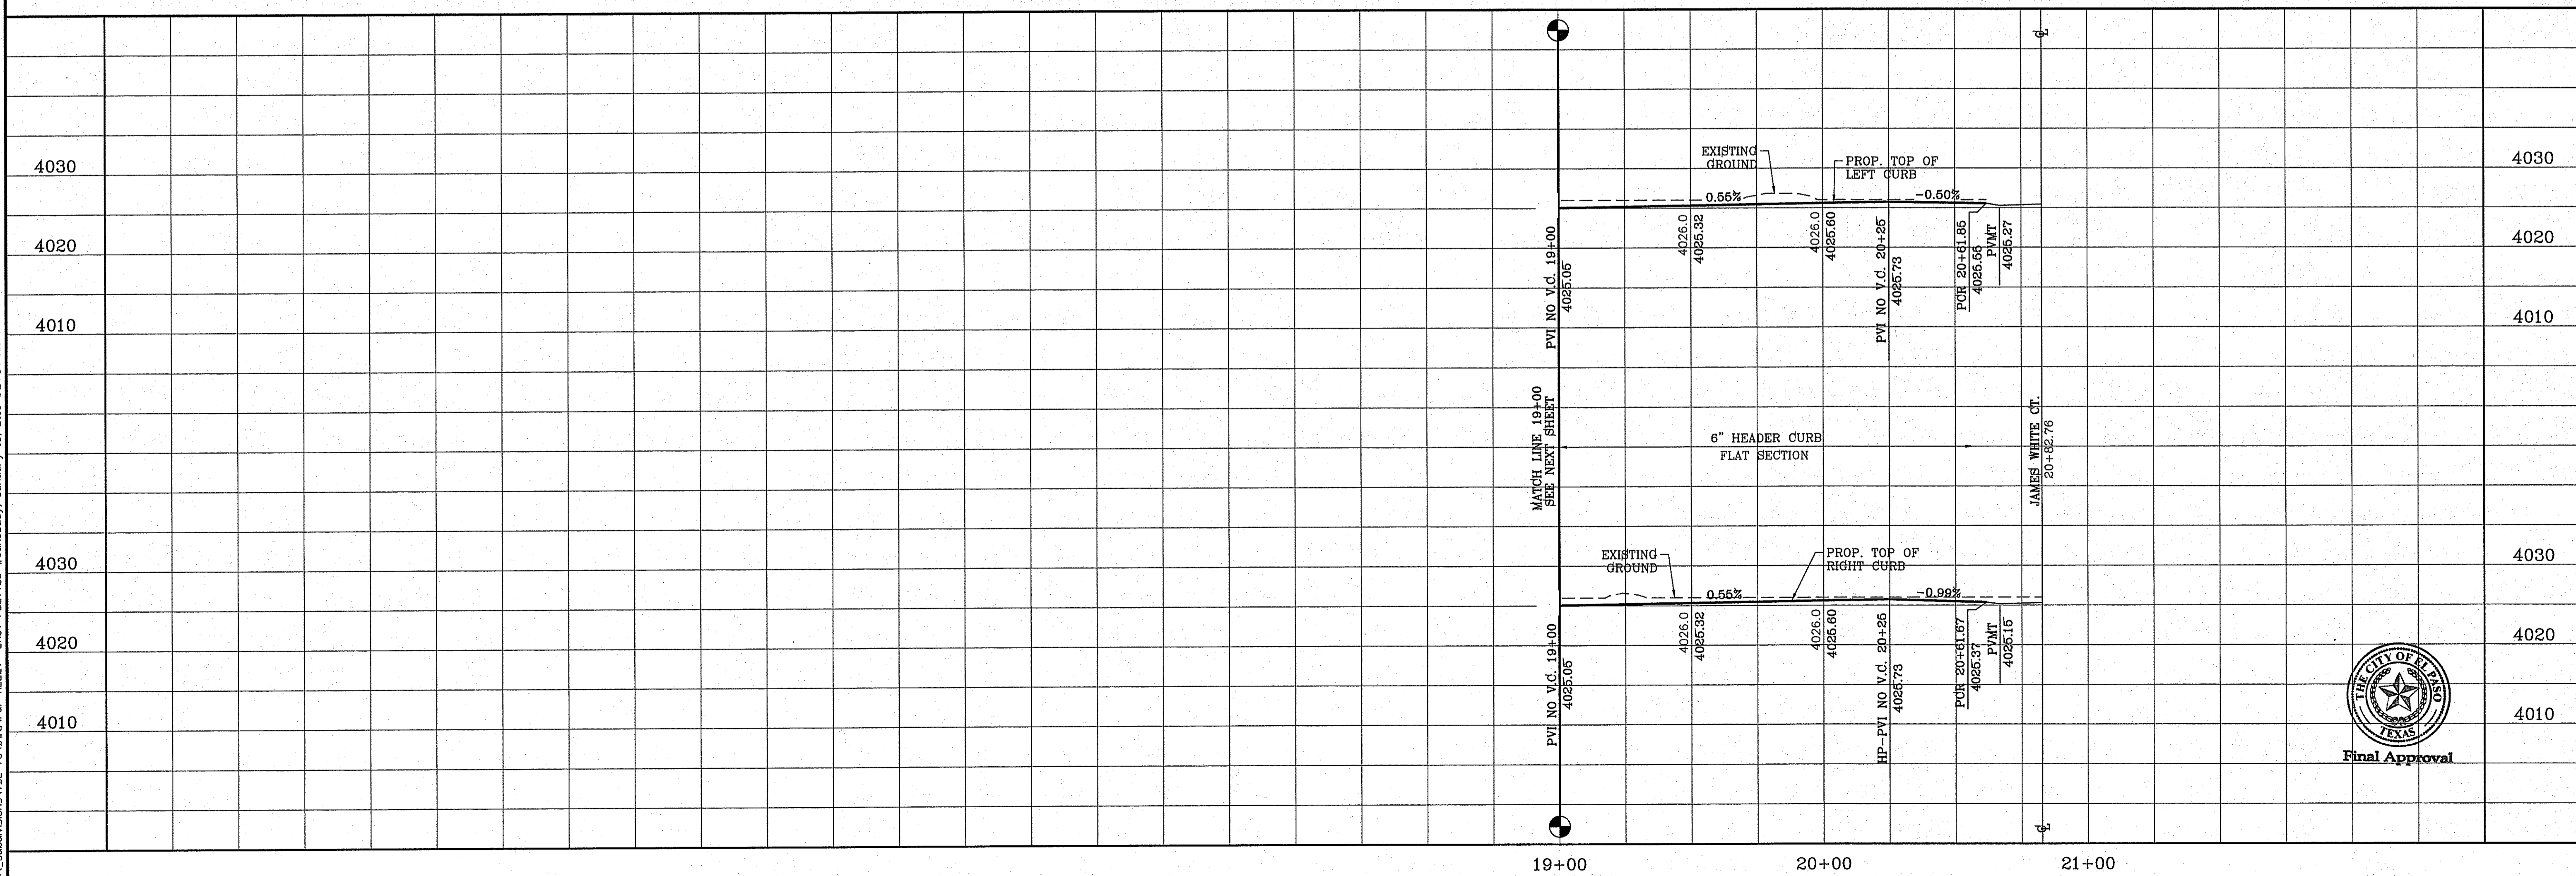 4030
4030
EXISTING
GROUND
PROP. TOP OF
LEFT CURB
0.55%
-0.50%
4020
4020
PVI NO V.C. 19+00
4025.05
4026.0
4025.32
4026.0
4025.60
PVI NO V.C. 20+25
4025.73
PCR 20+61.85
4025.55
PVMT
4025.27
4010
4010
MATCH LINE 19+00
SEE NEXT SHEET
6" HEADER CURB
FLAT SECTION
JAMES WHITE CT.
20+82.76
4030
4030
EXISTING
GROUND
PROP. TOP OF
RIGHT CURB
0.55%
-0.99%
4020
4020
PVI NO V.C. 19+00
4025.05
4026.0
4025.32
4026.0
4025.60
HP-PVI NO V.C. 20+25
4025.73
PCR 20+61.67
4025.37
PVMT
4025.15
4010
4010
THE CITY OF EL PASO
TEXAS
Final Approval
19+00
20+00
21+00